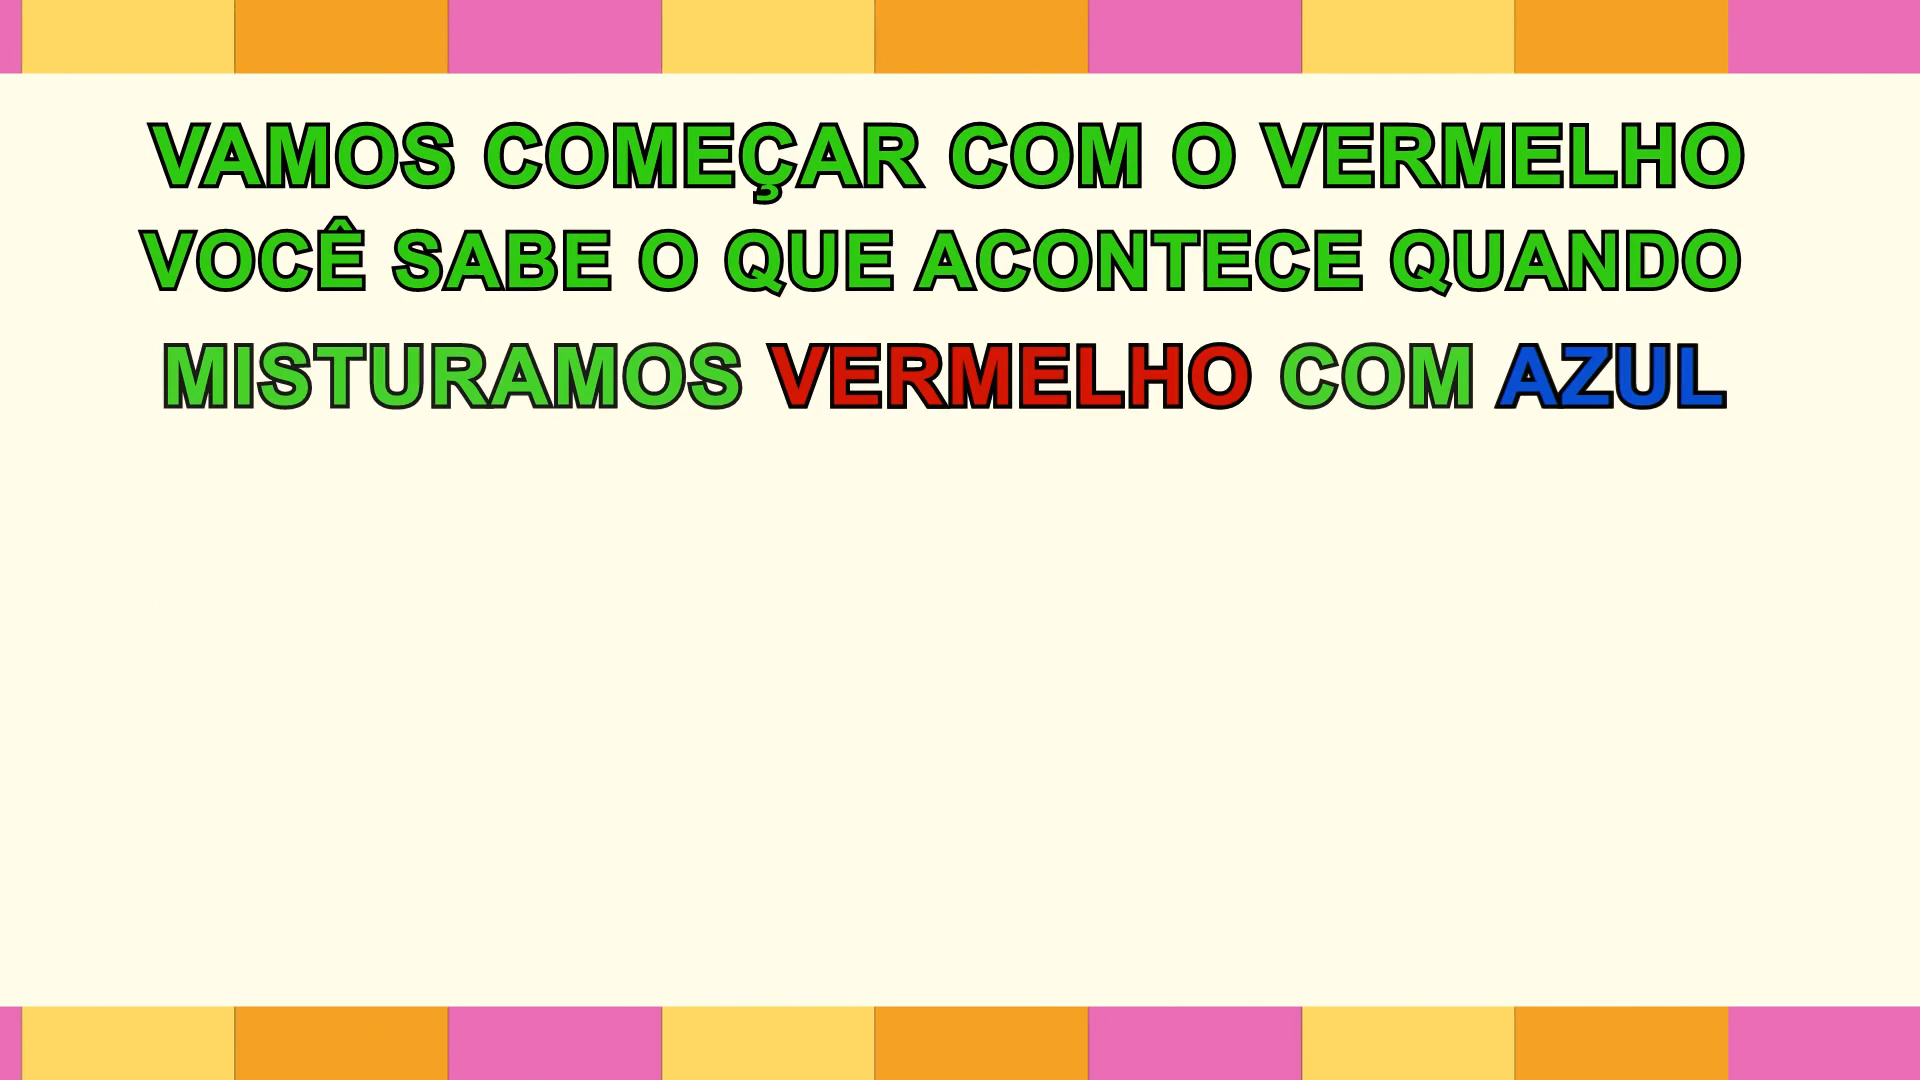 VAMOS COMEÇAR COM O VERMELHO
VOCÊ SABE O QUE ACONTECE QUANDO
MISTURAMOS VERMELHO COM AZUL